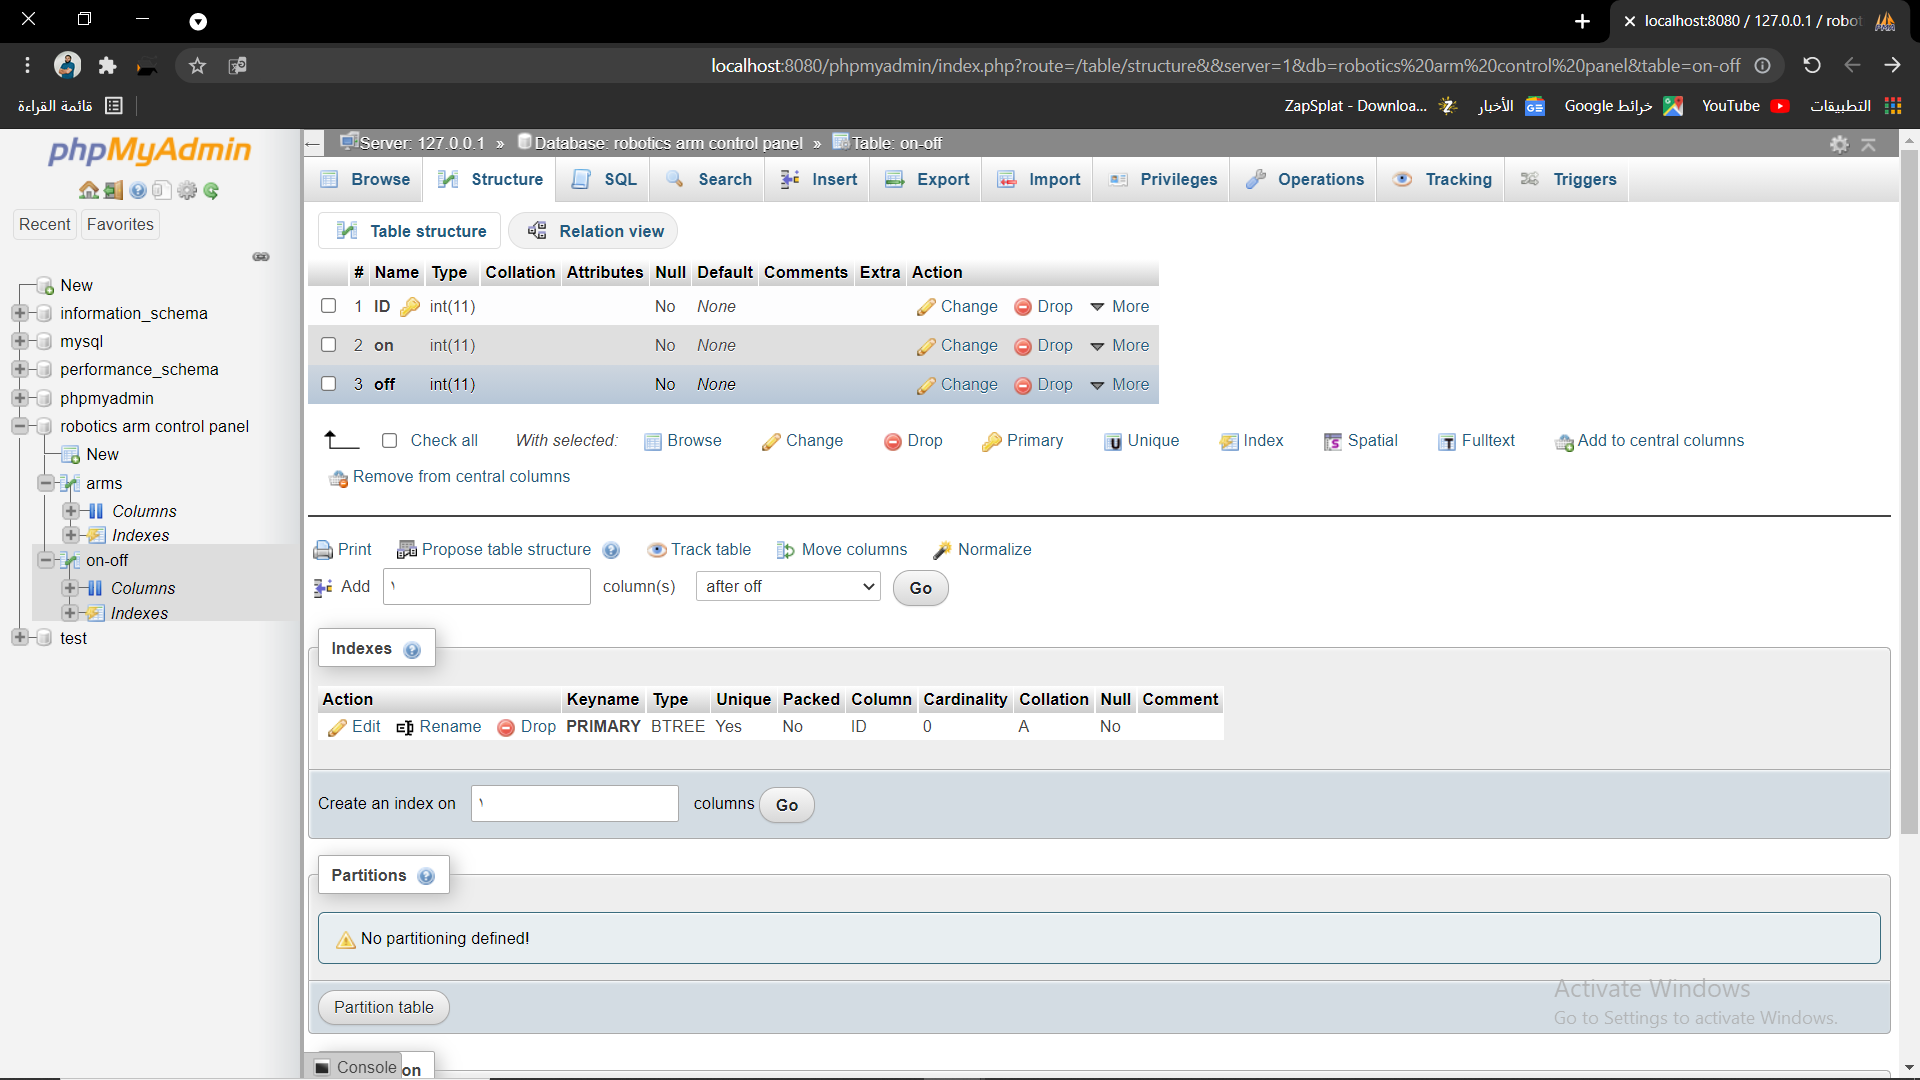 localhost:8080 / 127.0.0.1 / robo
localhost:8080/phpmyadmin/index.php?route=/table/structure&&server=1&db=robotics%20arm%20control%20panel&table=on-off
قائمة القراءة
ZapSplat - Downloa...
الأخبار
خرائط Google
YouTube
التطبيقات
phpMyAdmin
Recent
Favorites
New
information_schema
mysql
performance_schema
phpmyadmin
robotics arm control panel
New
arms
Columns
Indexes
on-off
Columns
Indexes
test
Server: 127.0.0.1 » Database: robotics arm control panel » Table: on-off
Browse Structure SQL Search Insert Export Import Privileges Operations Tracking Triggers
Table structure Relation view
# Name Type Collation Attributes Null Default Comments Extra Action
1 ID int(11) No None Change Drop More
2 on int(11) No None Change Drop More
3 off int(11) No None Change Drop More
Check all With selected: Browse Change Drop Primary Unique Index Spatial Fulltext Add to central columns
Remove from central columns
Print Propose table structure Track table Move columns Normalize
Add ١ column(s) after off Go
Indexes
Action Keyname Type Unique Packed Column Cardinality Collation Null Comment
Edit Rename Drop PRIMARY BTREE Yes No ID 0 A No
Create an index on ١ columns Go
Partitions
No partitioning defined!
Partition table
Activate Windows
Go to Settings to activate Windows.
Console on